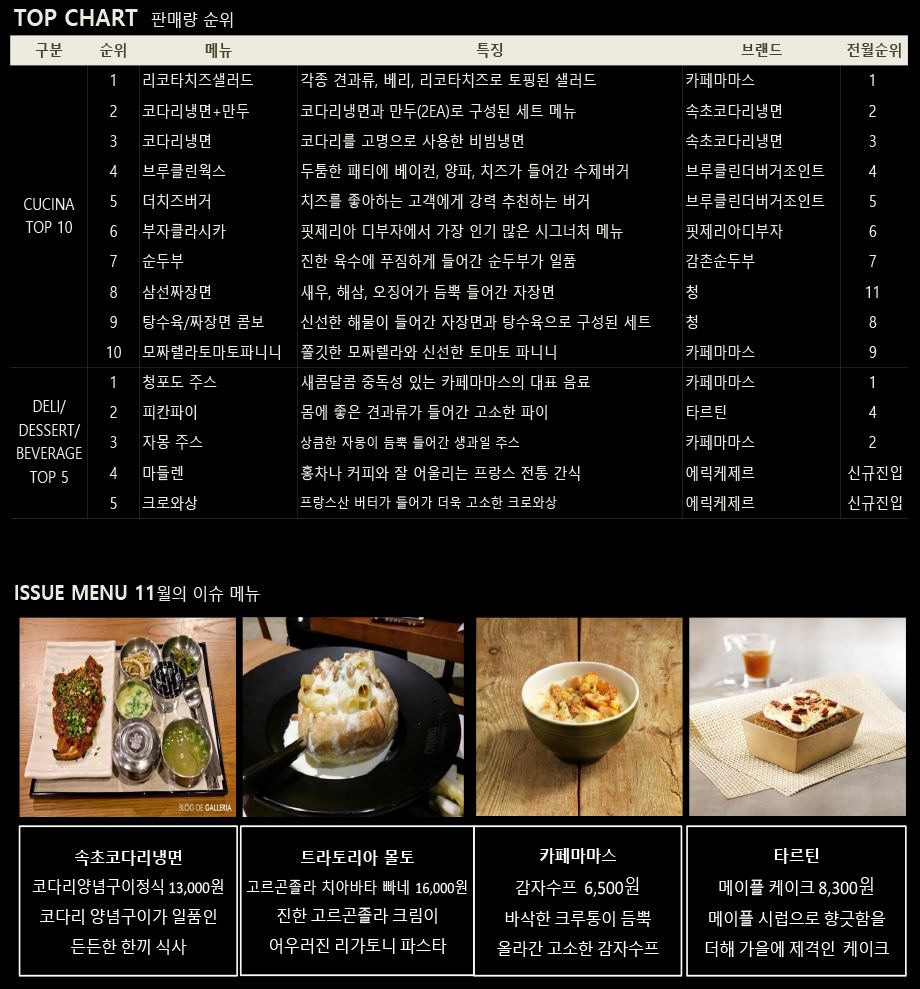 TOP CHART 판매량 순위
구분 순위 메뉴 특징 브랜드 전월순위
CUCINA
TOP 10
1 리코타치즈샐러드 각종 견과류, 베리, 리코타치즈로 토핑된 샐러드 카페마마스 1
2 코다리냉면+만두 코다리냉면과 만두(2EA)로 구성된 세트 메뉴 속초코다리냉면 2
3 코다리냉면 코다리를 고명으로 사용한 비빔냉면 속초코다리냉면 3
4 브루클린웍스 두툼한 패티에 베이컨, 양파, 치즈가 들어간 수제버거 브루클린더버거조인트 4
5 더치즈버거 치즈를 좋아하는 고객에게 강력 추천하는 버거 브루클린더버거조인트 5
6 부자클라시카 핏제리아 디부자에서 가장 인기 많은 시그너처 메뉴 핏제리아디부자 6
7 순두부 진한 육수에 푸짐하게 들어간 순두부가 일품 감촌순두부 7
8 삼선짜장면 새우, 해삼, 오징어가 듬뿍 들어간 자장면 청 11
9 탕수육/짜장면 콤보 신선한 해물이 들어간 자장면과 탕수육으로 구성된 세트 청 8
10 모짜렐라토마토파니니 쫄깃한 모짜렐라와 신선한 토마토 파니니 카페마마스 9
DELI/
DESSERT/
BEVERAGE
TOP 5
1 청포도 주스 새콤달콤 중독성 있는 카페마마스의 대표 음료 카페마마스 1
2 피칸파이 몸에 좋은 견과류가 들어간 고소한 파이 타르틴 4
3 자몽 주스 상큼한 자몽이 듬뿍 들어간 생과일 주스 카페마마스 2
4 마들렌 홍차나 커피와 잘 어울리는 프랑스 전통 간식 에릭케제르 신규진입
5 크로와상 프랑스산 버터가 들어가 더욱 고소한 크로와상 에릭케제르 신규진입
ISSUE MENU 11월의 이슈 메뉴
BLOG DE GALLERIA
속초코다리냉면
코다리양념구이정식 13,000원
코다리 양념구이가 일품인
든든한 한끼 식사
트라토리아 몰토
고르곤졸라 치아바타 빠네 16,000원
진한 고르곤졸라 크림이
어우러진 리가토니 파스타
카페마마스
감자수프 6,500원
바삭한 크루통이 듬뿍
올라간 고소한 감자수프
타르틴
메이플 케이크 8,300원
메이플 시럽으로 향긋함을
더해 가을에 제격인 케이크